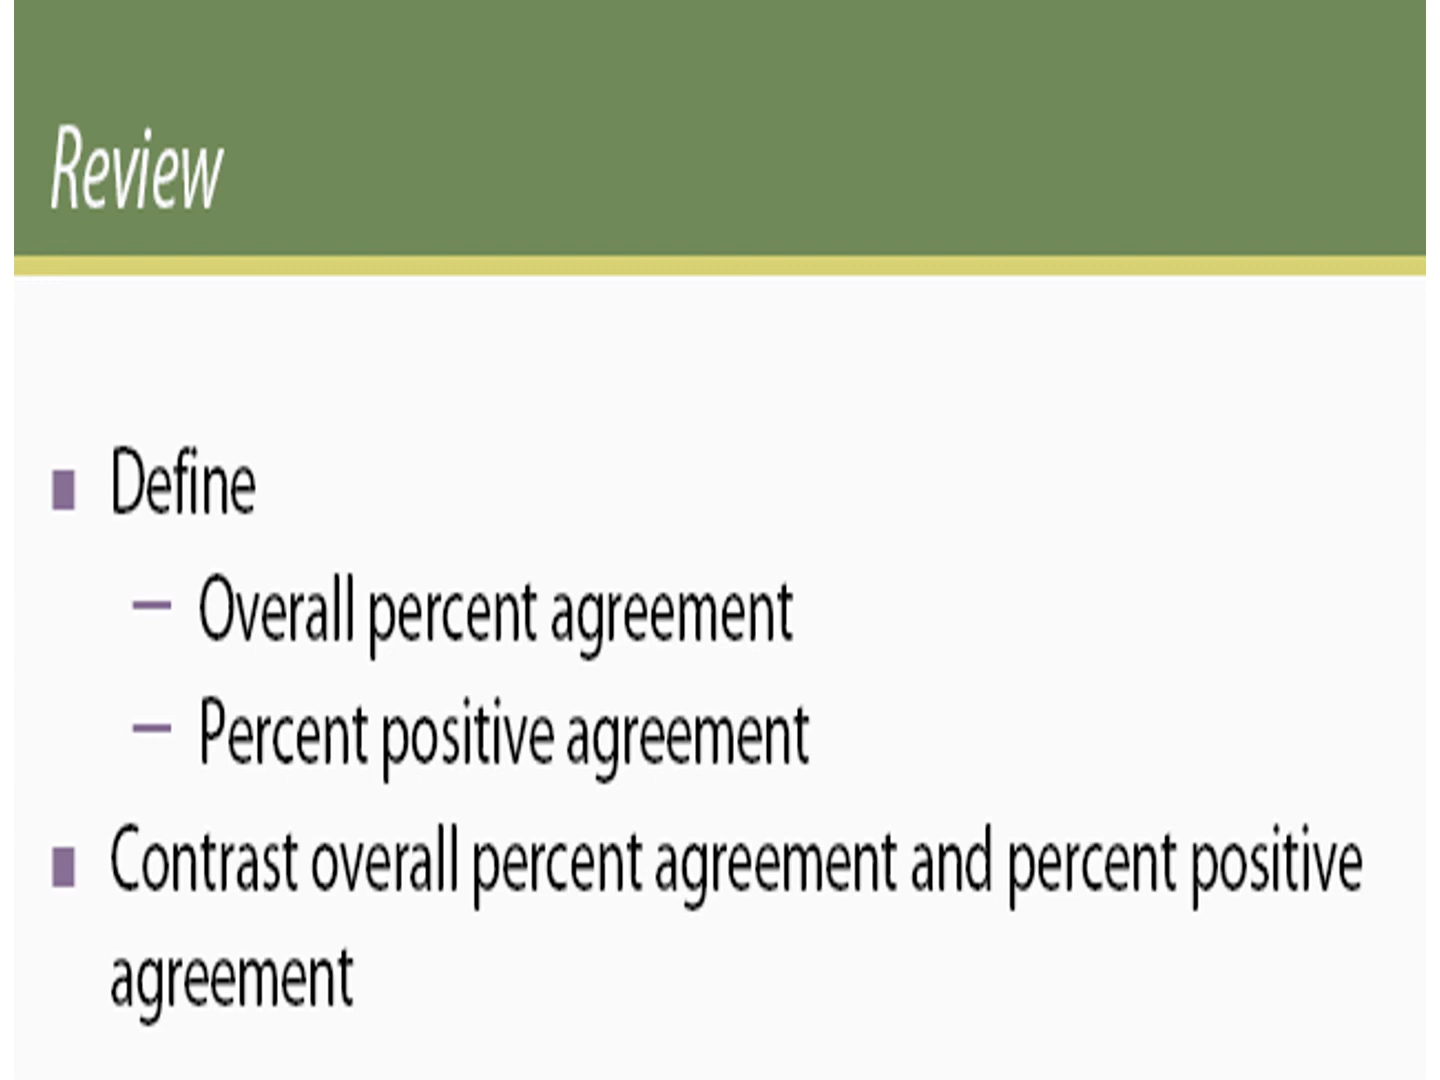 Review
Define
– Overall percent agreement
– Percent positive agreement
Contrast overall percent agreement and percent positive
agreement